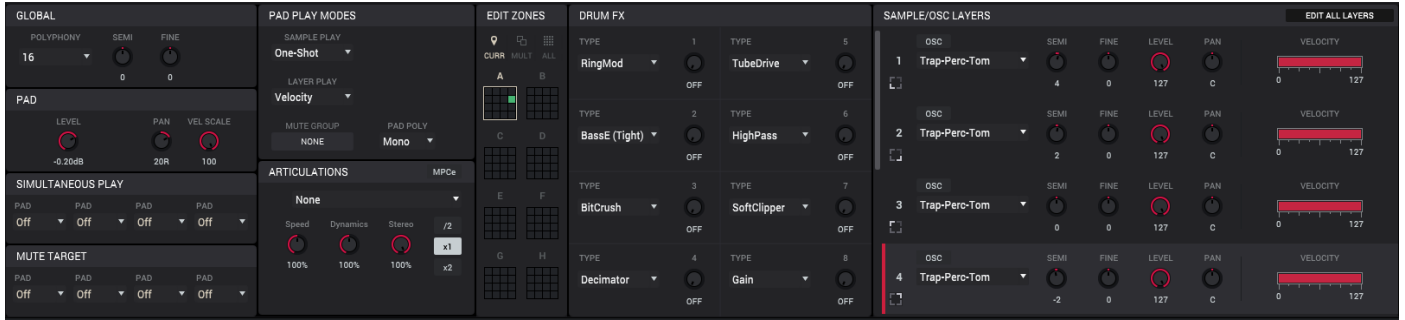 GLOBAL
POLYPHONY SEMI FINE
16
0 0
PAD
LEVEL PAN VEL SCALE
-0.20dB 20R 100
SIMULTANEOUS PLAY
PAD PAD PAD PAD
Off Off Off Off
MUTE TARGET
PAD PAD PAD PAD
Off Off Off Off
PAD PLAY MODES
SAMPLE PLAY
One-Shot
LAYER PLAY
Velocity
MUTE GROUP PAD POLY
NONE Mono
ARTICULATIONS MPCe
None
Speed Dynamics Stereo /2
x1
100% 100% 100% x2
EDIT ZONES
CURR MULT ALL
A B
C D
E F
G H
DRUM FX
TYPE 1 TYPE 5
RingMod TubeDrive
OFF OFF
TYPE 2 TYPE 6
BassE (Tight) HighPass
OFF OFF
TYPE 3 TYPE 7
BitCrush SoftClipper
OFF OFF
TYPE 4 TYPE 8
Decimator Gain
OFF OFF
SAMPLE/OSC LAYERS EDIT ALL LAYERS
OSC SEMI FINE LEVEL PAN VELOCITY
1 Trap-Perc-Tom
4 0 127 C 0 127
OSC SEMI FINE LEVEL PAN VELOCITY
2 Trap-Perc-Tom
2 0 127 C 0 127
OSC SEMI FINE LEVEL PAN VELOCITY
3 Trap-Perc-Tom
0 0 127 C 0 127
OSC SEMI FINE LEVEL PAN VELOCITY
4 Trap-Perc-Tom
-2 0 127 C 0 127